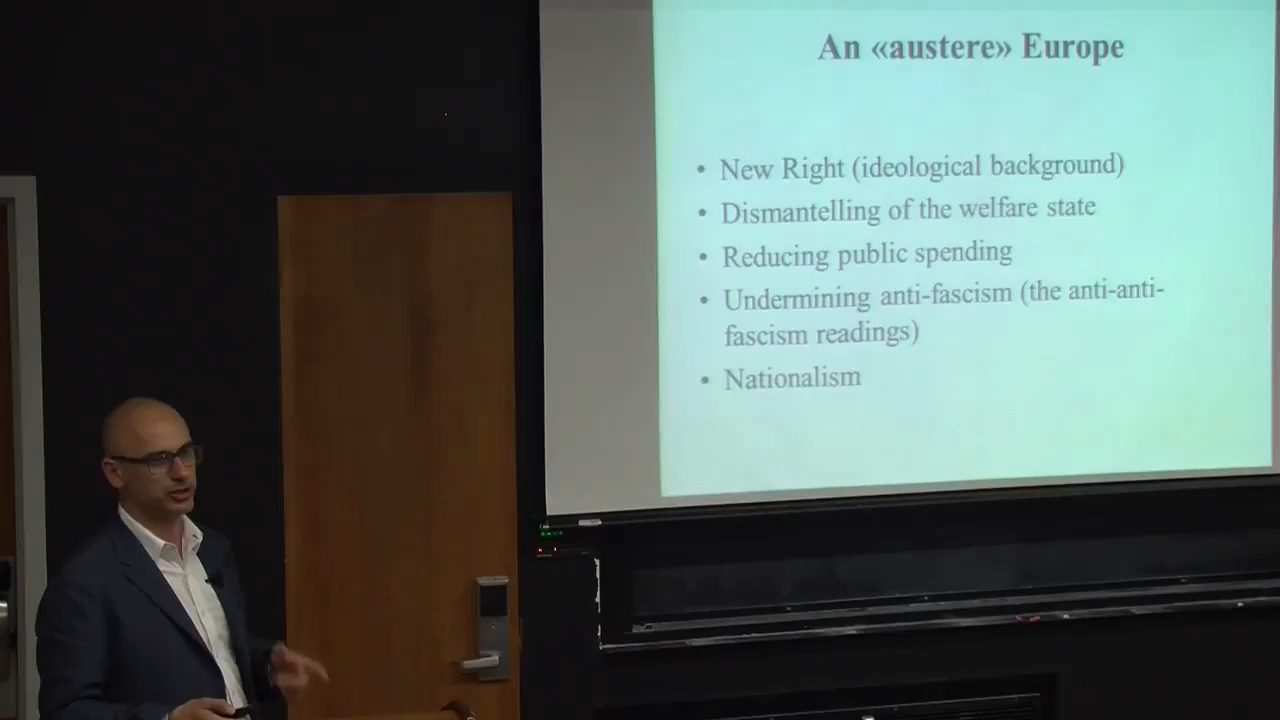 An «austere» Europe
• New Right (ideological background)
• Dismantelling of the welfare state
• Reducing public spending
• Undermining anti-fascism (the anti-anti-
fascism readings)
• Nationalism